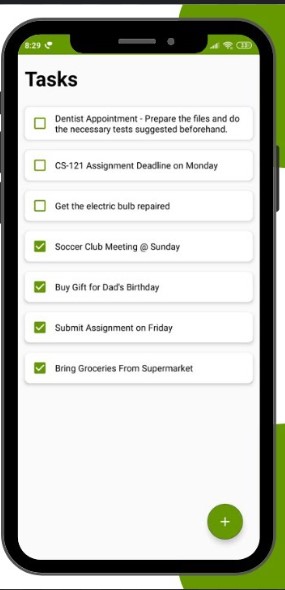 8:29
Tasks
Dentist Appointment - Prepare the files and do
the necessary tests suggested beforehand.
CS-121 Assignment Deadline on Monday
Get the electric bulb repaired
Soccer Club Meeting @ Sunday
Buy Gift for Dad's Birthday
Submit Assignment on Friday
Bring Groceries From Supermarket